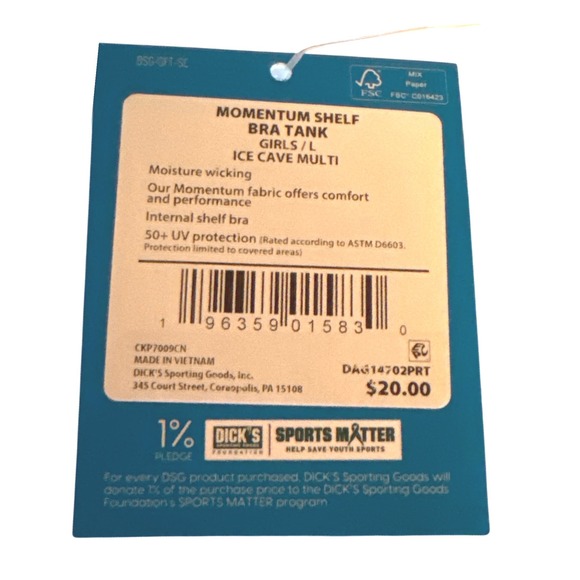 DSG-OFT-SE
FSC
MIX
Paper
FSC® C016423
MOMENTUM SHELF
BRA TANK
GIRLS / L
ICE CAVE MULTI
Moisture wicking
Our Momentum fabric offers comfort
and performance
Internal shelf bra
50+ UV protection (Rated according to ASTM D6603.
Protection limited to covered areas)
1 96359 01583 0
CKP7009CN
MADE IN VIETNAM
DICK'S Sporting Goods, Inc.
345 Court Street, Coraopolis, PA 15108
DAG14702PRT
$20.00
1% PLEDGE
DICK'S
SPORTING GOODS
FOUNDATION
SPORTS MATTER
HELP SAVE YOUTH SPORTS
For every DSG product purchased, DICK'S Sporting Goods will
donate 1% of the purchase price to the DICK'S Sporting Goods
Foundation's SPORTS MATTER program